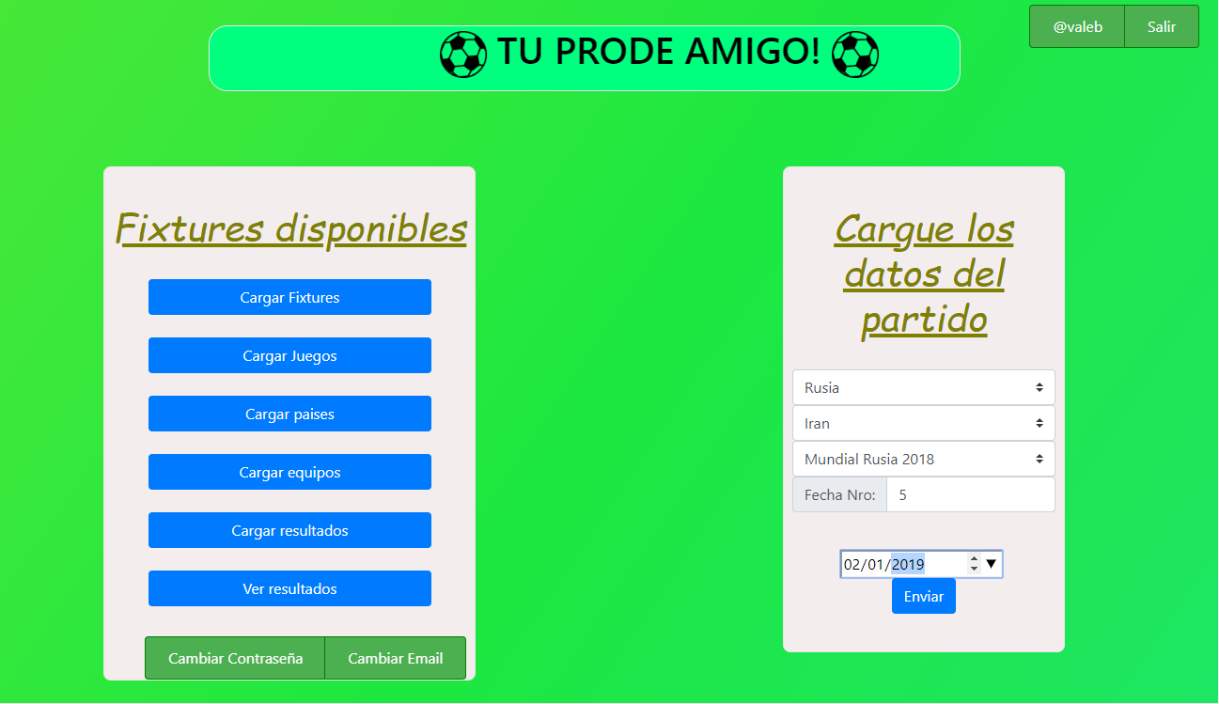 @valeb Salir
TU PRODE AMIGO!
Fixtures disponibles
Cargar Fixtures
Cargar Juegos
Cargar paises
Cargar equipos
Cargar resultados
Ver resultados
Cambiar Contraseña Cambiar Email
Cargue los
datos del
partido
Rusia
Iran
Mundial Rusia 2018
Fecha Nro: 5
02/01/2019
Enviar